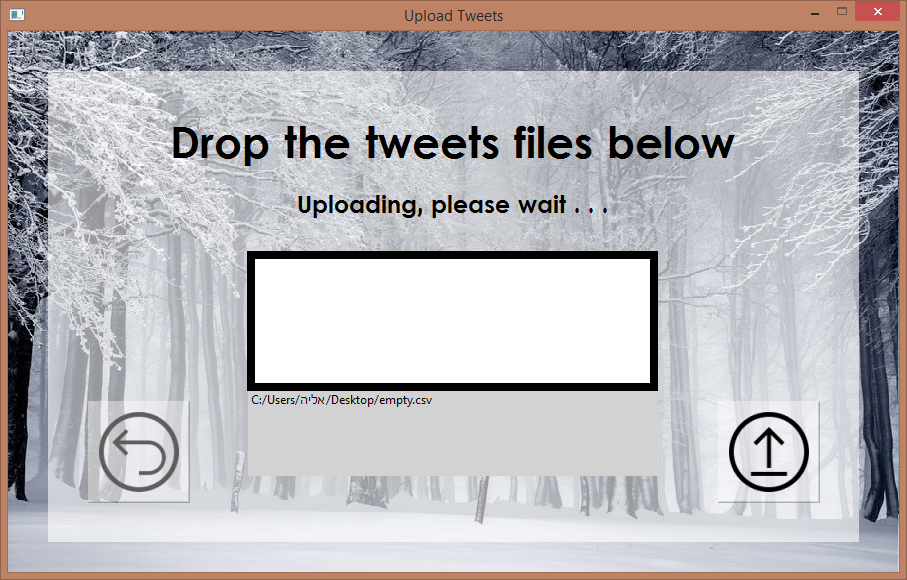 Upload Tweets
Drop the tweets files below
Uploading, please wait . . .
C:/Users/אליה/Desktop/empty.csv